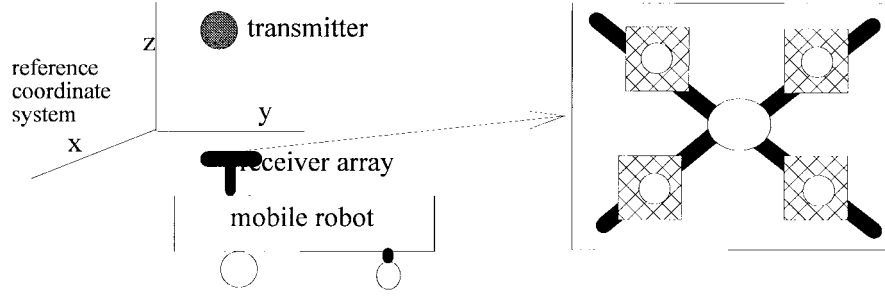 z
transmitter
reference
coordinate
system
x
y
receiver array
mobile robot